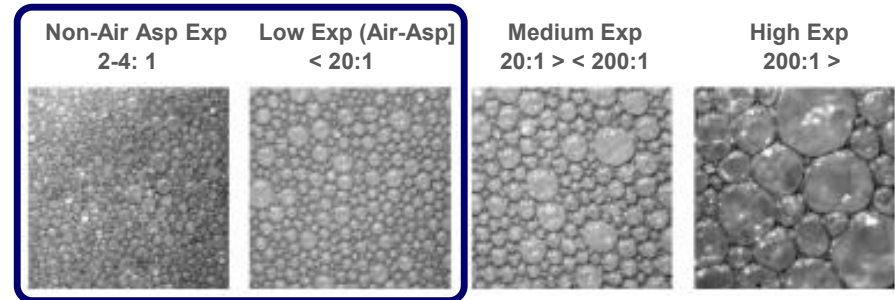 Non-Air Asp Exp
2-4: 1
Low Exp (Air-Asp]
< 20:1
Medium Exp
20:1 > < 200:1
High Exp
200:1 >